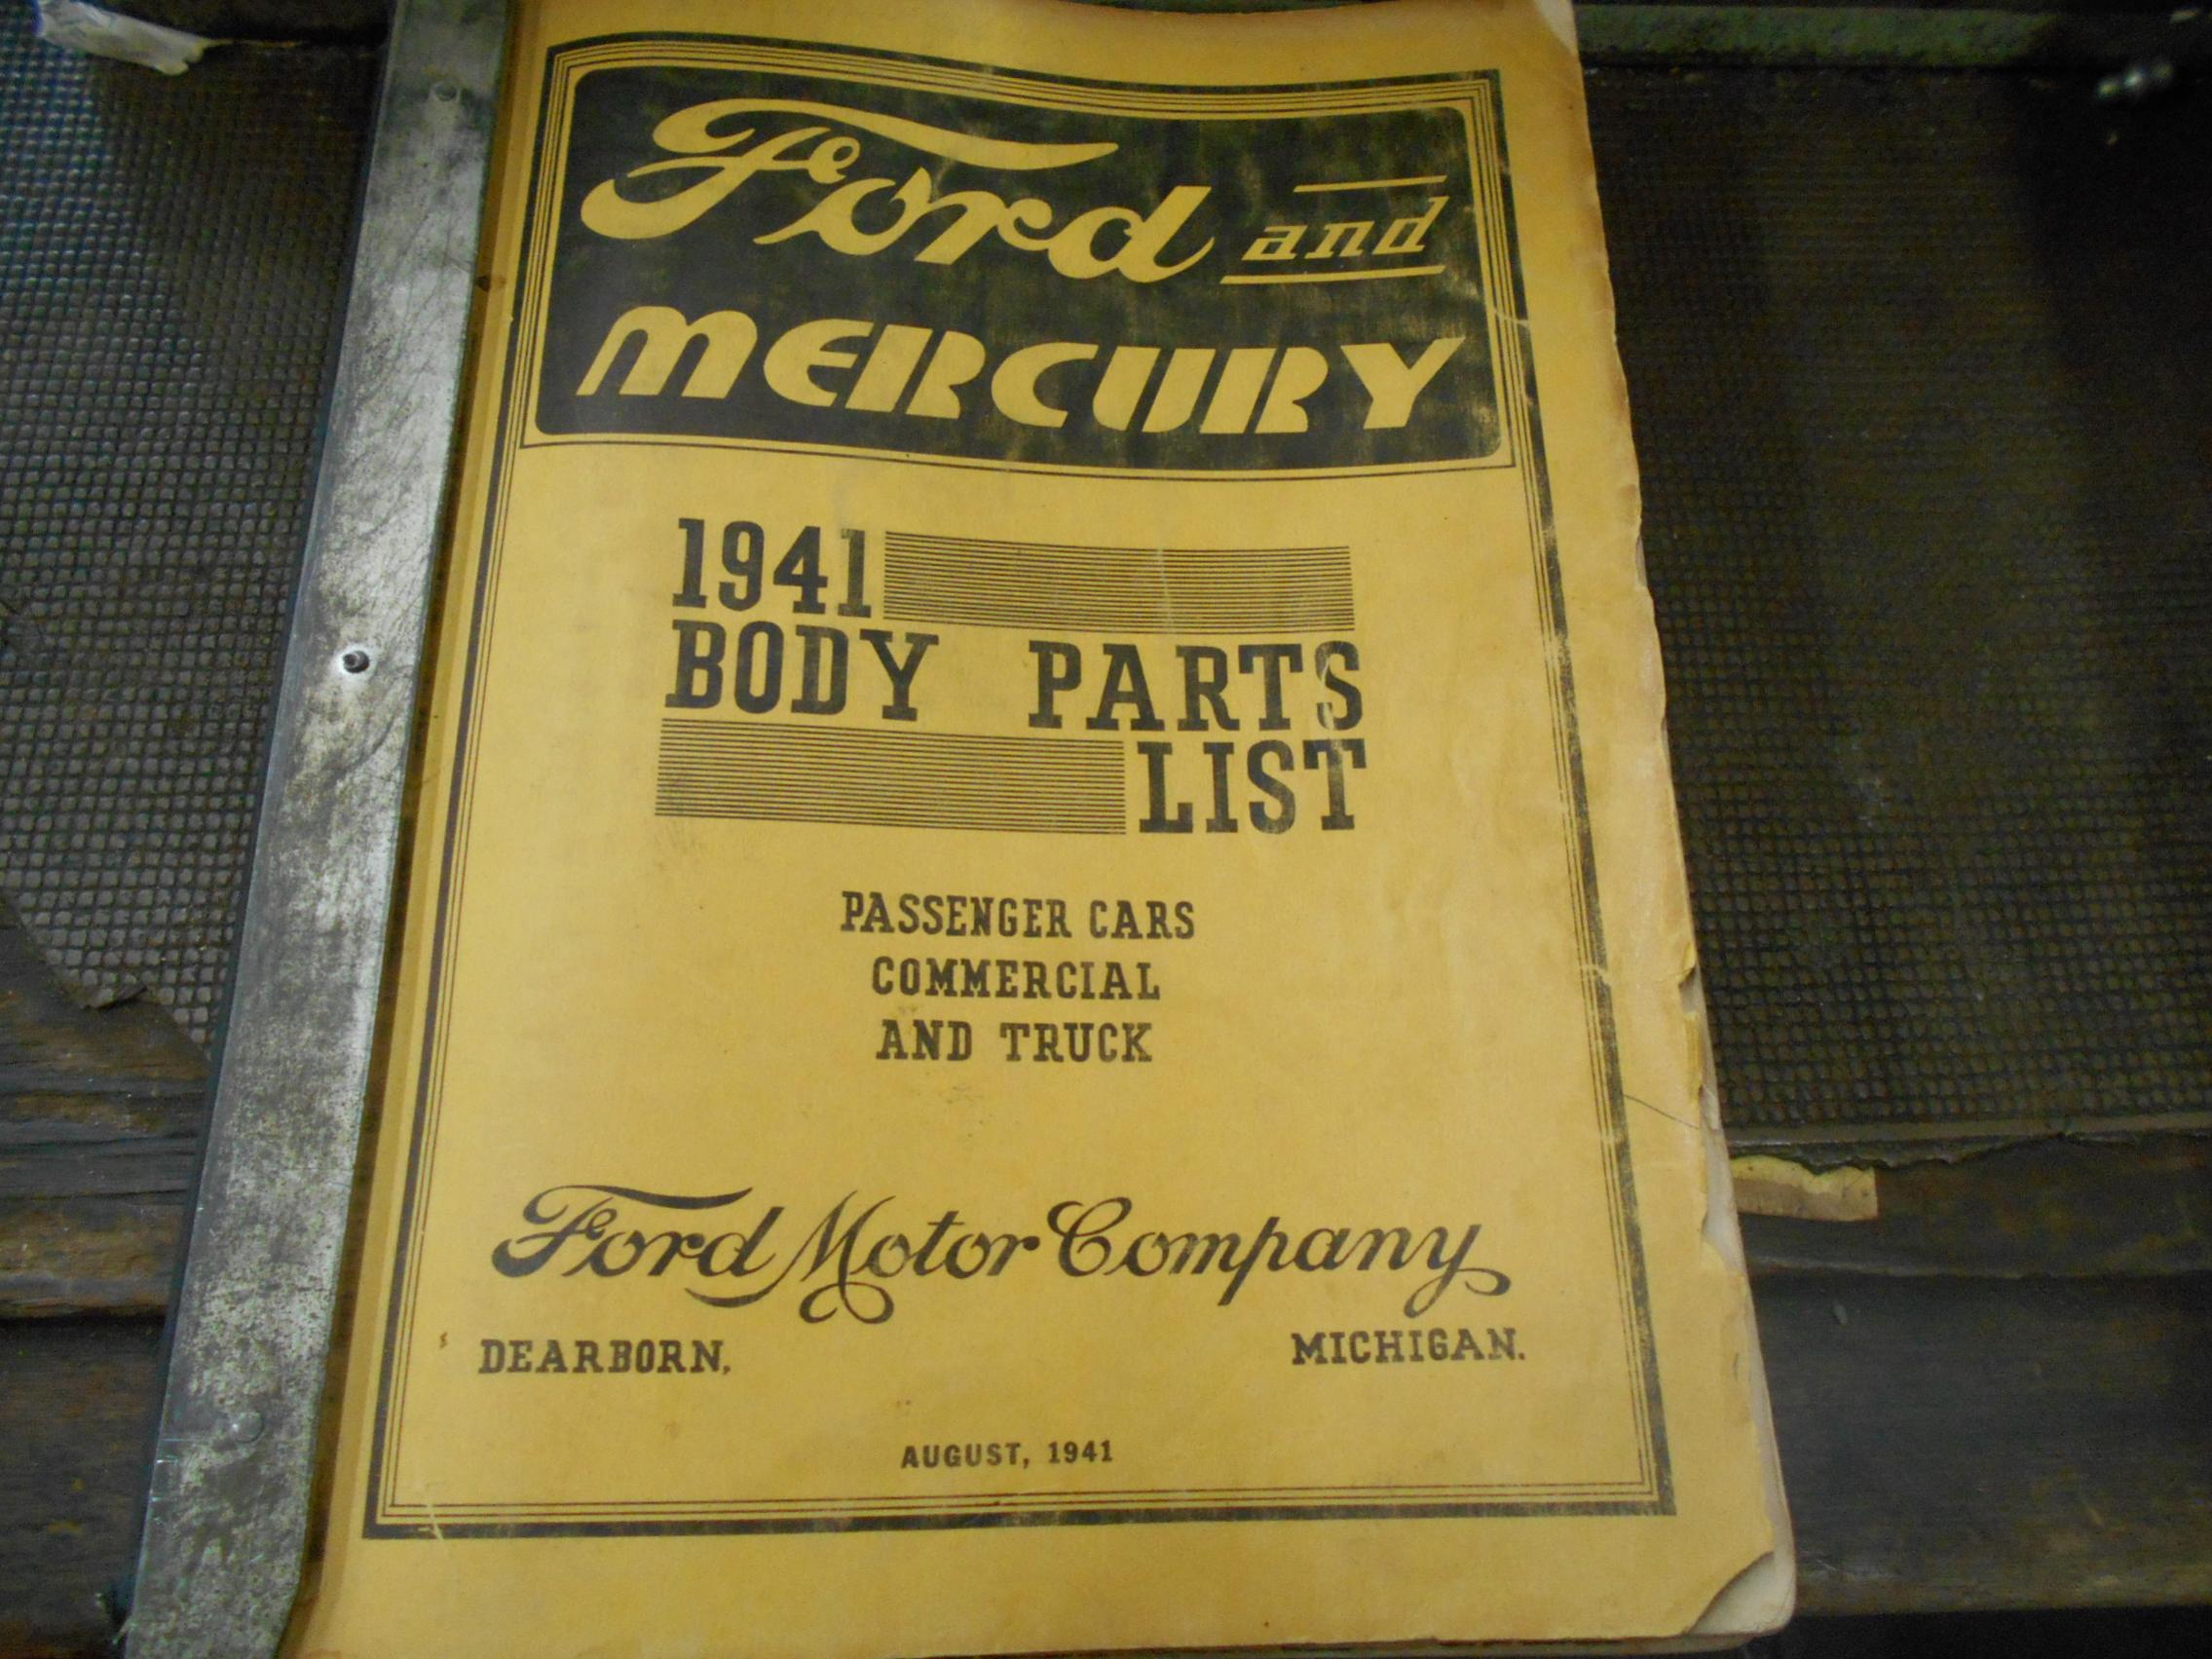 Ford and
MERCURY
1941
BODY PARTS
LIST
PASSENGER CARS
COMMERCIAL
AND TRUCK
Ford Motor Company
DEARBORN, MICHIGAN.
AUGUST, 1941